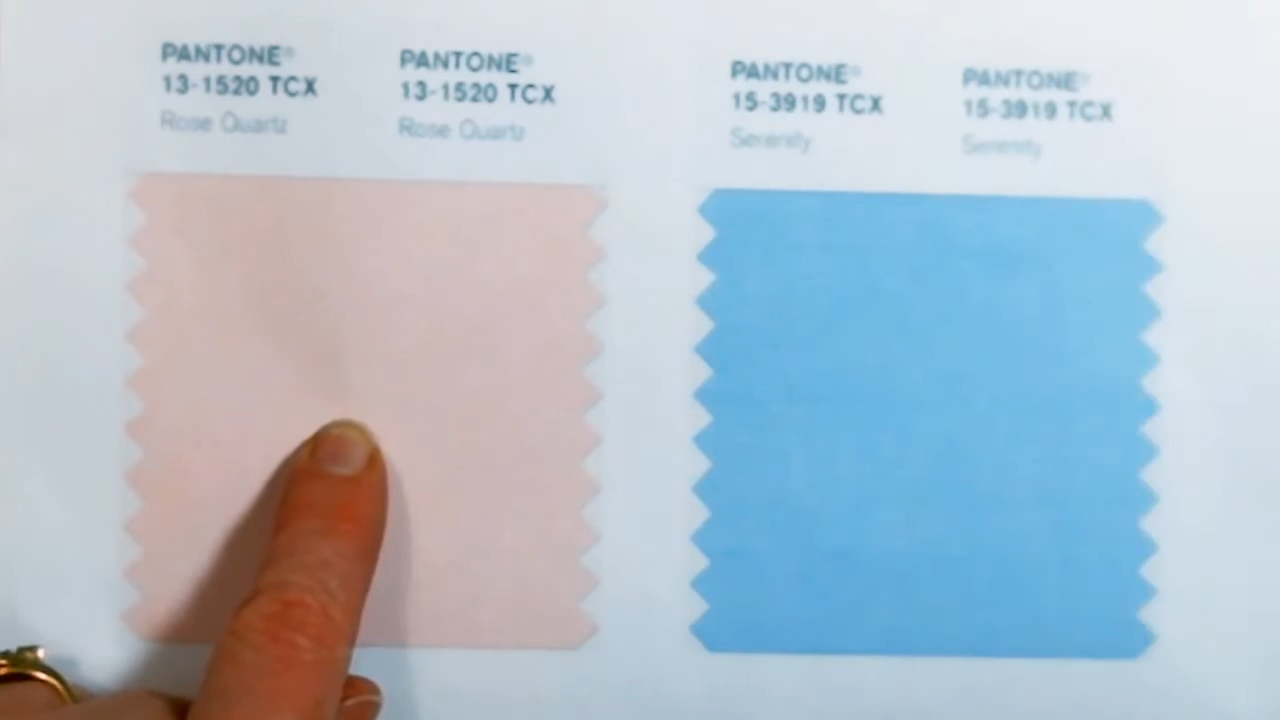 PANTONE®
13-1520 TCX
Rose Quartz
PANTONE®
13-1520 TCX
Rose Quartz
PANTONE®
15-3919 TCX
Serenity
PANTONE®
15-3919 TCX
Serenity